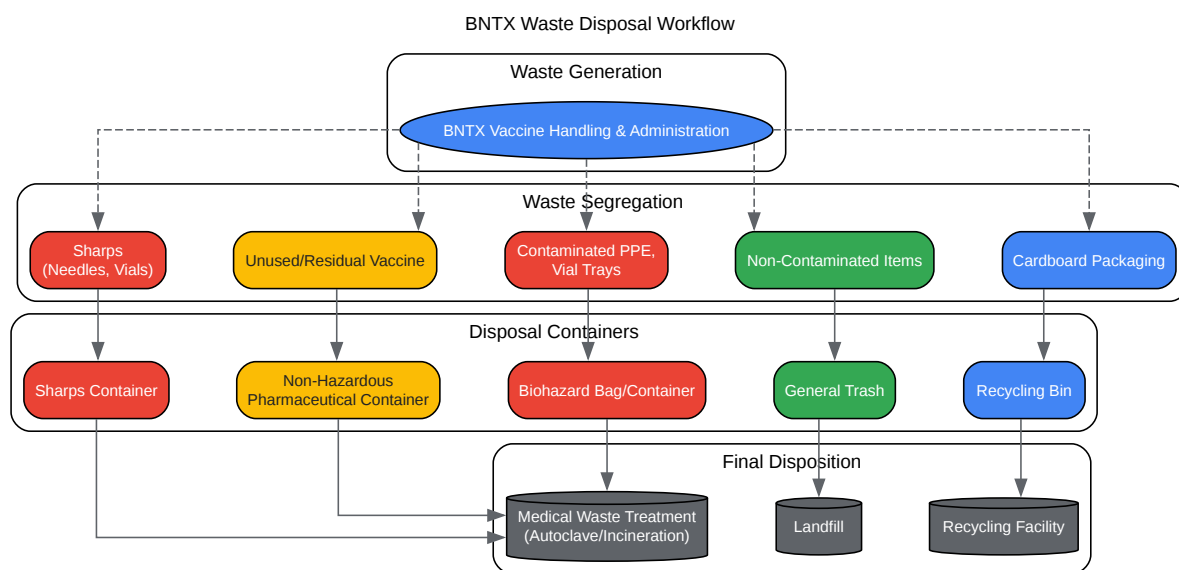 BNTX Waste Disposal Workflow
Waste Generation
BNTX Vaccine Handling & Administration
Waste Segregation
Sharps
(Needles, Vials)
Unused/Residual Vaccine
Contaminated PPE,
Vial Trays
Non-Contaminated Items
Cardboard Packaging
Disposal Containers
Sharps Container
Non-Hazardous
Pharmaceutical Container
Biohazard Bag/Container
General Trash
Recycling Bin
Final Disposition
Medical Waste Treatment
(Autoclave/Incineration)
Landfill
Recycling Facility